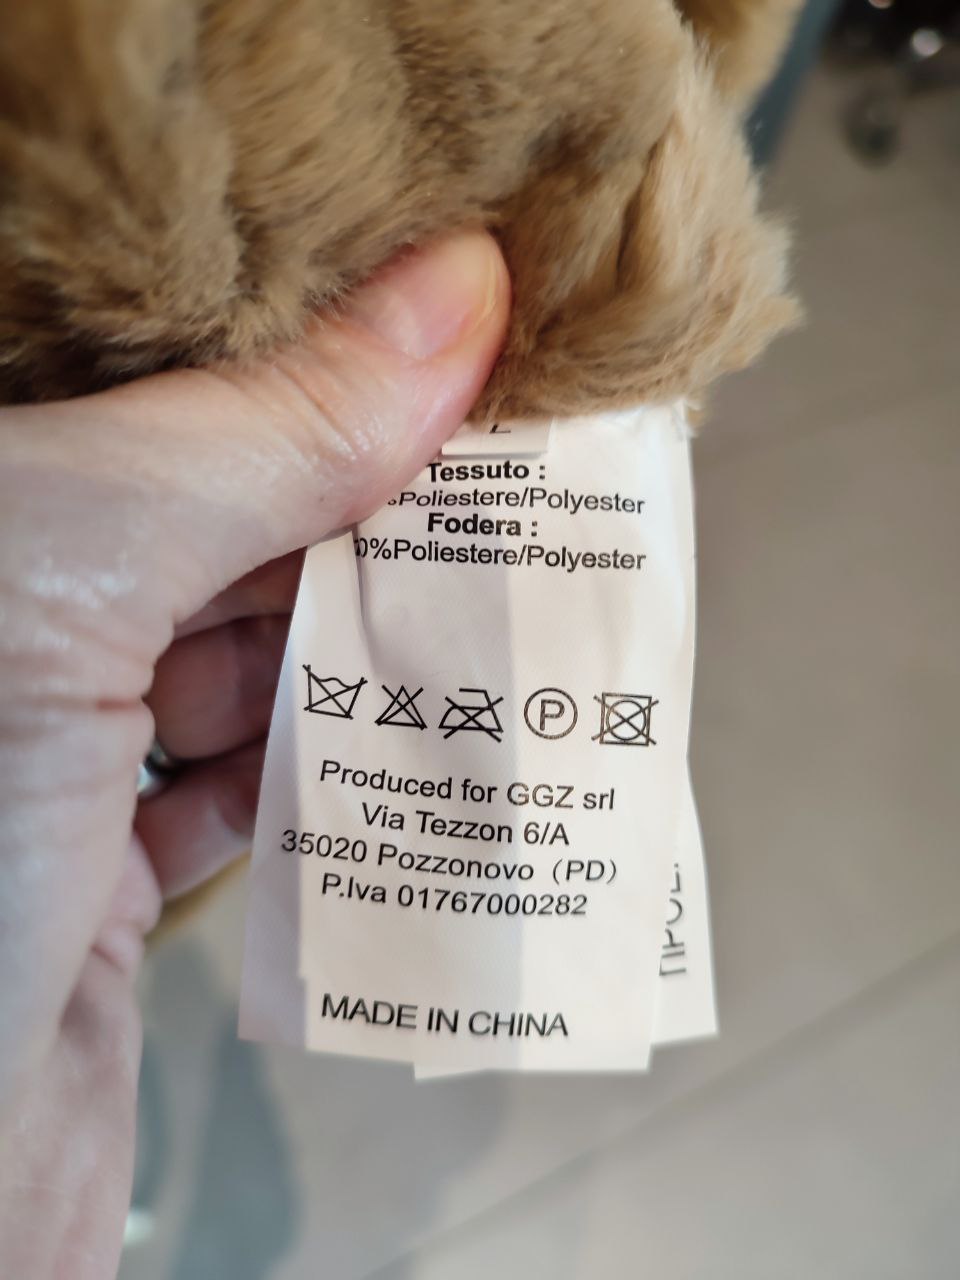 L
Tessuto :
%Poliestere/Polyester
Fodera :
0%Poliestere/Polyester
P
Produced for GGZ srl
Via Tezzon 6/A
35020 Pozzonovo (PD)
P.Iva 01767000282
MADE IN CHINA